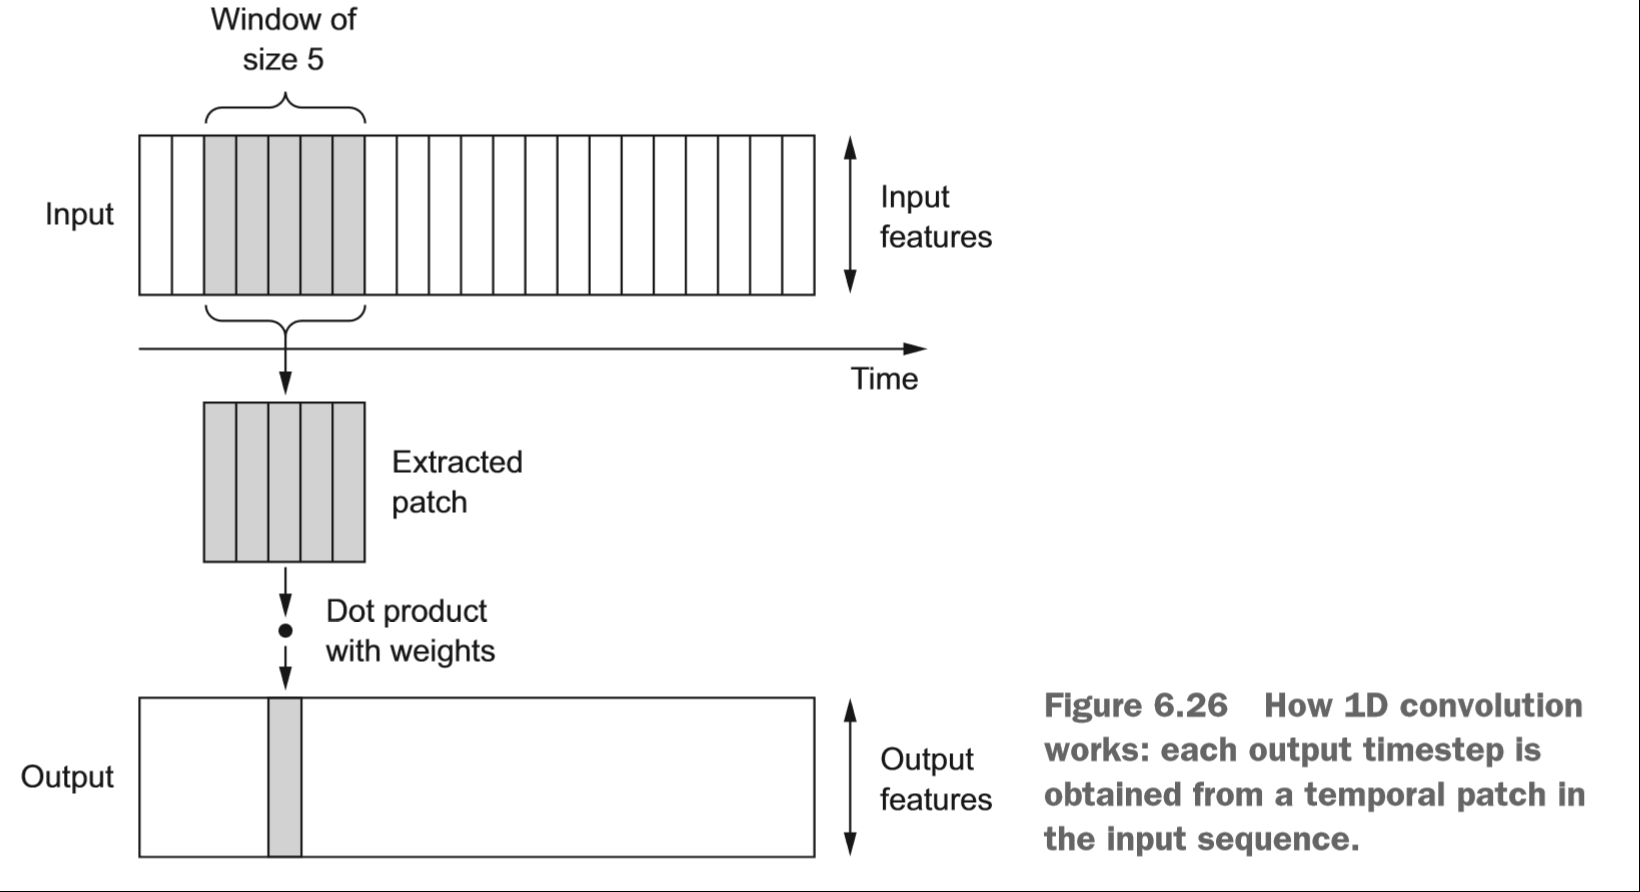 Window of
size 5
Input
Input
features
Time
Extracted
patch
Dot product
with weights
Output
Output
features
Figure 6.26 How 1D convolution
works: each output timestep is
obtained from a temporal patch in
the input sequence.